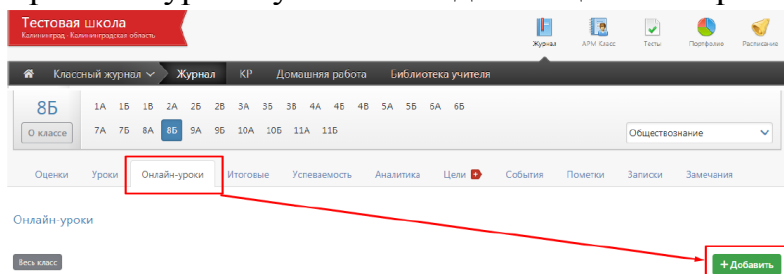 Тестовая школа
Калининград - Калининградская область
Журнал АРМ Класс Тесты Портфолио Расписание
Классный журнал Журнал КР Домашняя работа Библиотека учителя
8Б 1А 1Б 1В 2А 2Б 2В 3А 3Б 3В 4А 4Б 4В 5А 5Б 6А 6Б
О классе 7А 7Б 8А 8Б 9А 9Б 10А 10Б 11А 11Б Обществознание
Оценки Уроки Онлайн-уроки Итоговые Успеваемость Аналитика Цели События Пометки Записки Замечания
Онлайн-уроки
Весь класс + Добавить